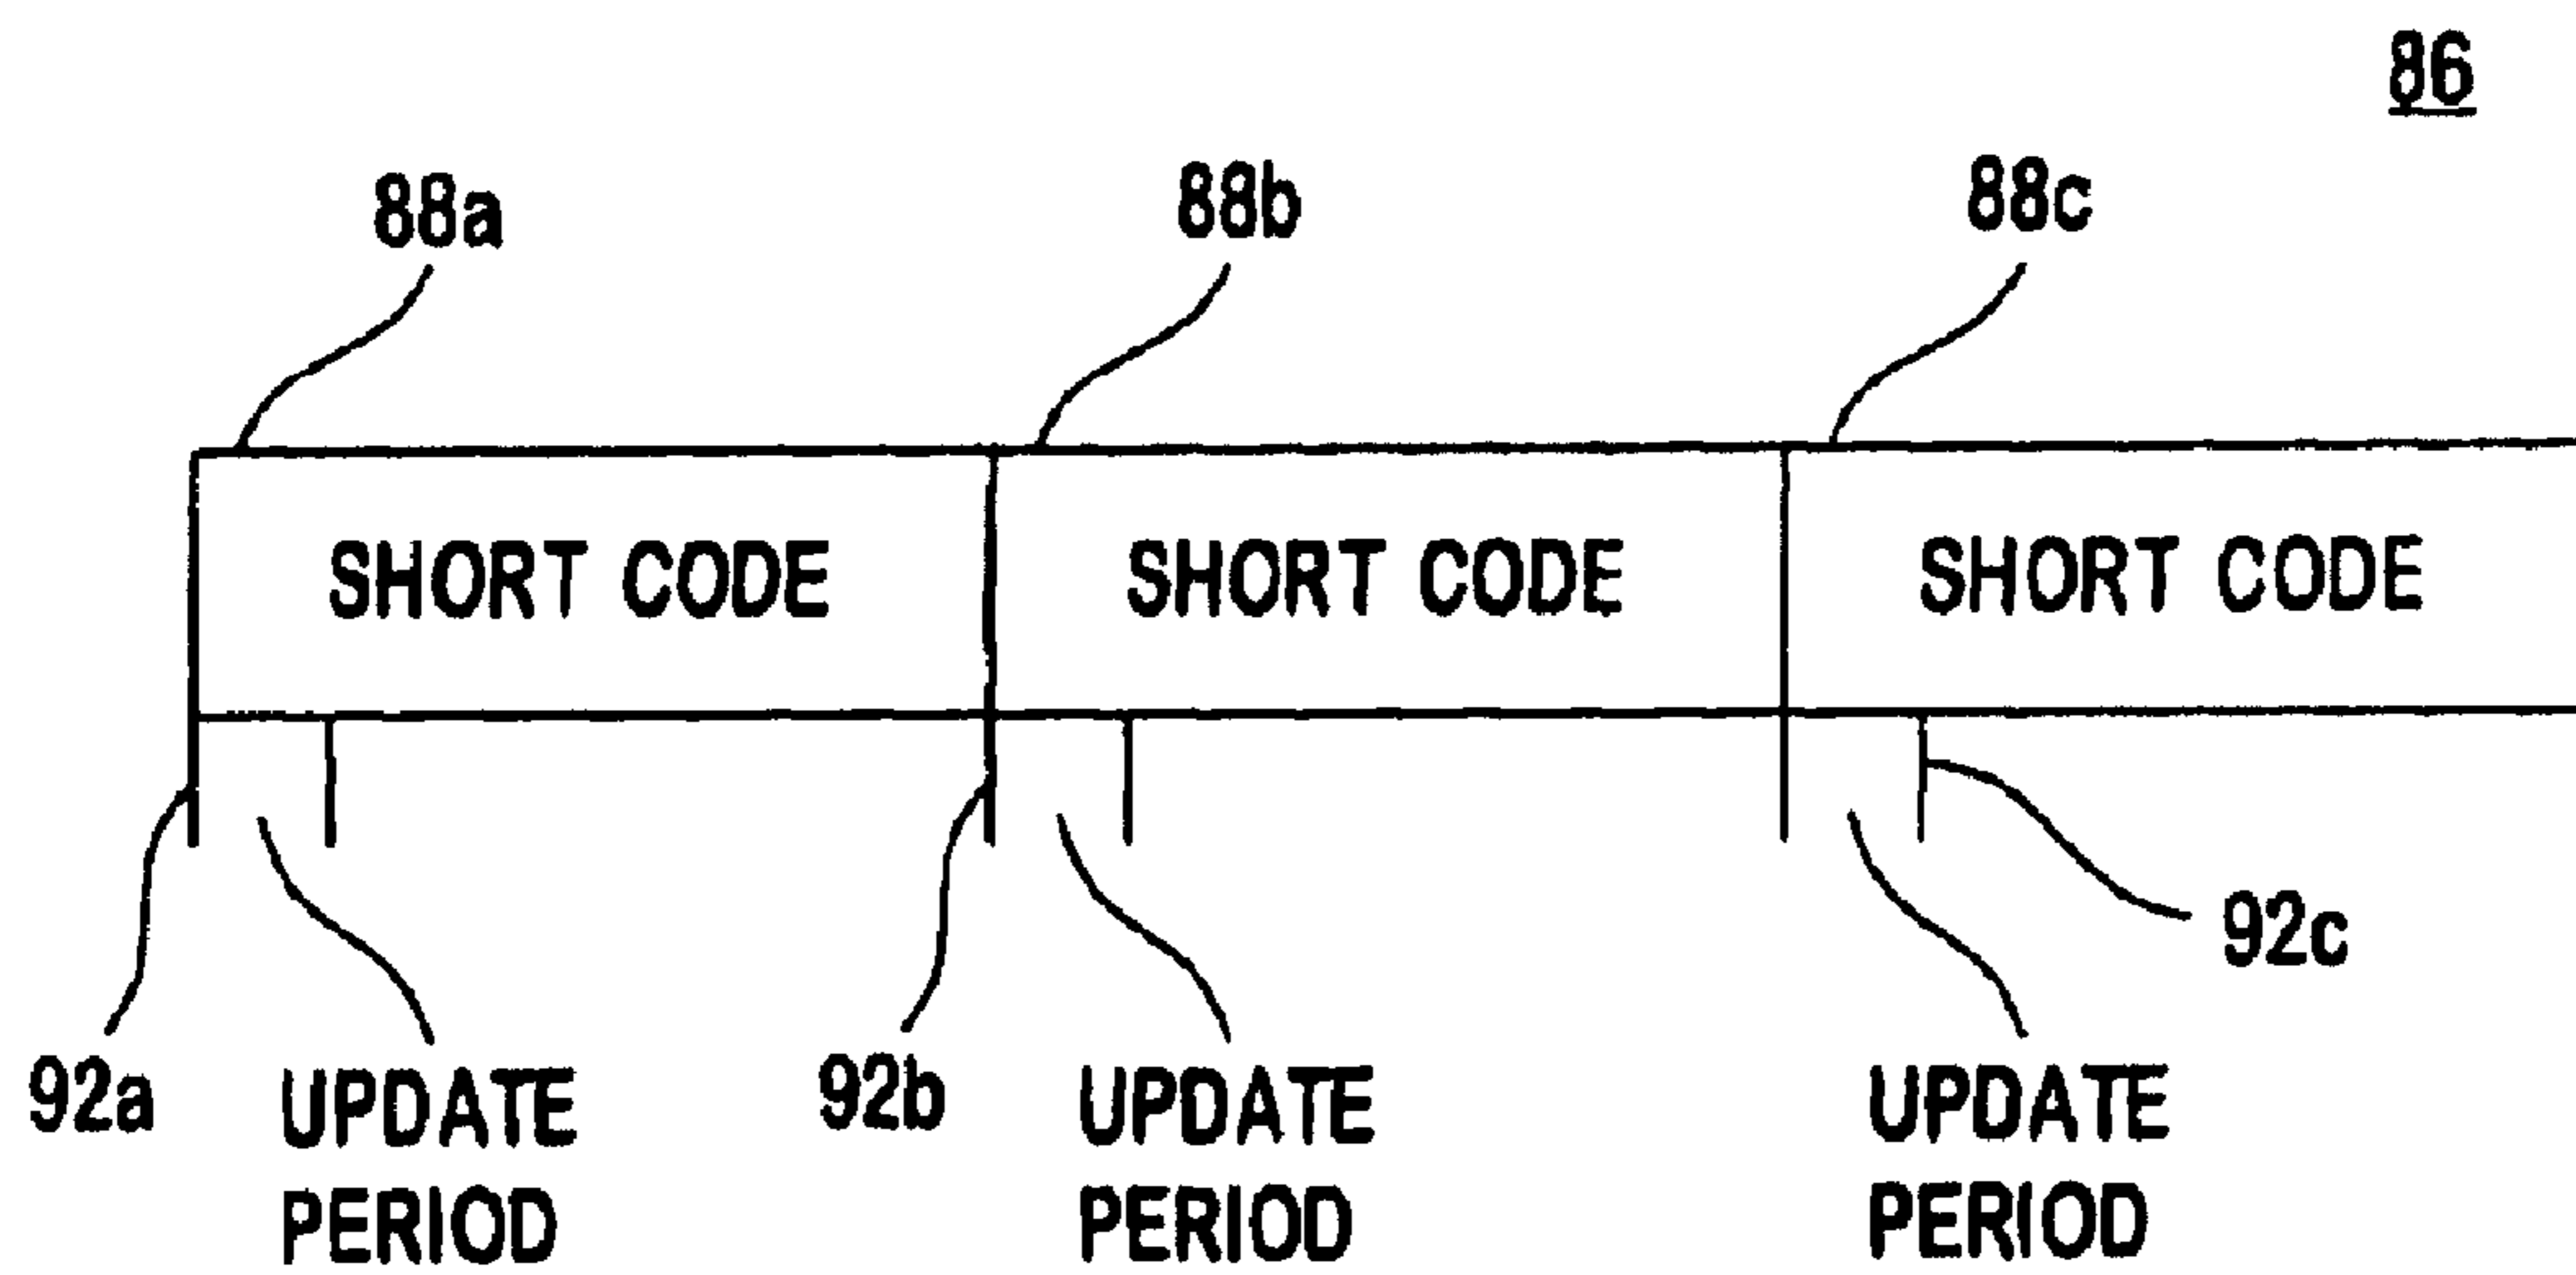 86
88a 88b 88c
SHORT CODE SHORT CODE SHORT CODE
92c
92a UPDATE PERIOD 92b UPDATE PERIOD UPDATE PERIOD